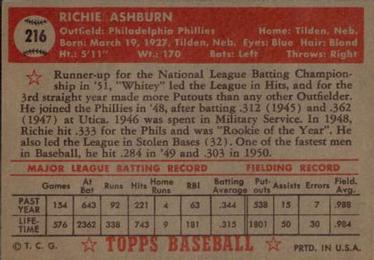 216
RICHIE ASHBURN
Outfield: Philadelphia Phillies Home: Tilden, Neb.
Born: March 19, 1927, Tilden, Neb. Eyes: Blue Hair: Blond
Ht.: 5'11" Wt.: 170 Bats: Left Throws: Right
Runner-up for the National League Batting Champion-
ship in '51, "Whitey" led the League in Hits, and for
the 3rd straight year made more Putouts than any other Outfielder.
He joined the Phillies in '48, after batting .312 (1945) and .362
(1947) at Utica. 1946 was spent in Military Service. In 1948,
Richie hit .333 for the Phils and was "Rookie of the Year". He
also led the League in Stolen Bases (32). One of the fastest men
in Baseball, he hit .284 in '49 and .303 in 1950.
MAJOR LEAGUE BATTING RECORD FIELDING RECORD
Games At Bat Runs Hits Home Runs RBI Batting Average Put-outs Assists Errors Field. Avg.
PAST YEAR 154 643 92 221 4 63 .344 538 15 7 .988
LIFE-TIME 576 2362 338 743 9 181 .315 1801 50 30 .984
© T.C.G. TOPPS BASEBALL PRTD. IN U.S.A.